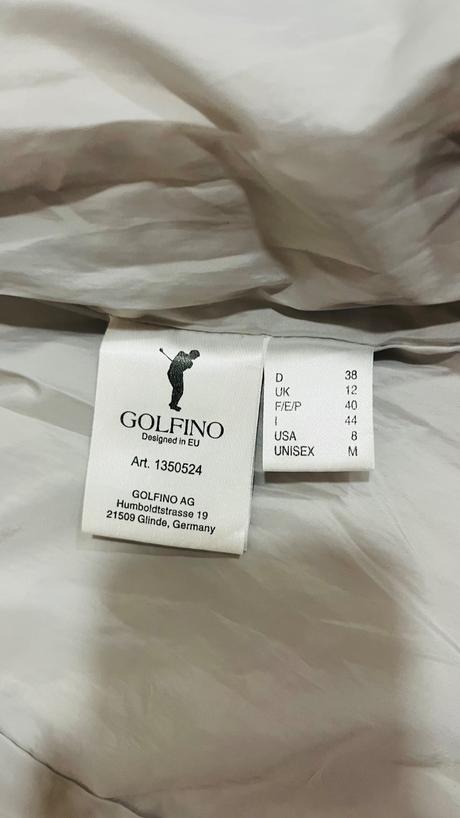 GOLFINO
Designed in EU
Art. 1350524
GOLFINO AG
Humboldtstrasse 19
21509 Glinde, Germany
D 38
UK 12
F/E/P 40
I 44
USA 8
UNISEX M